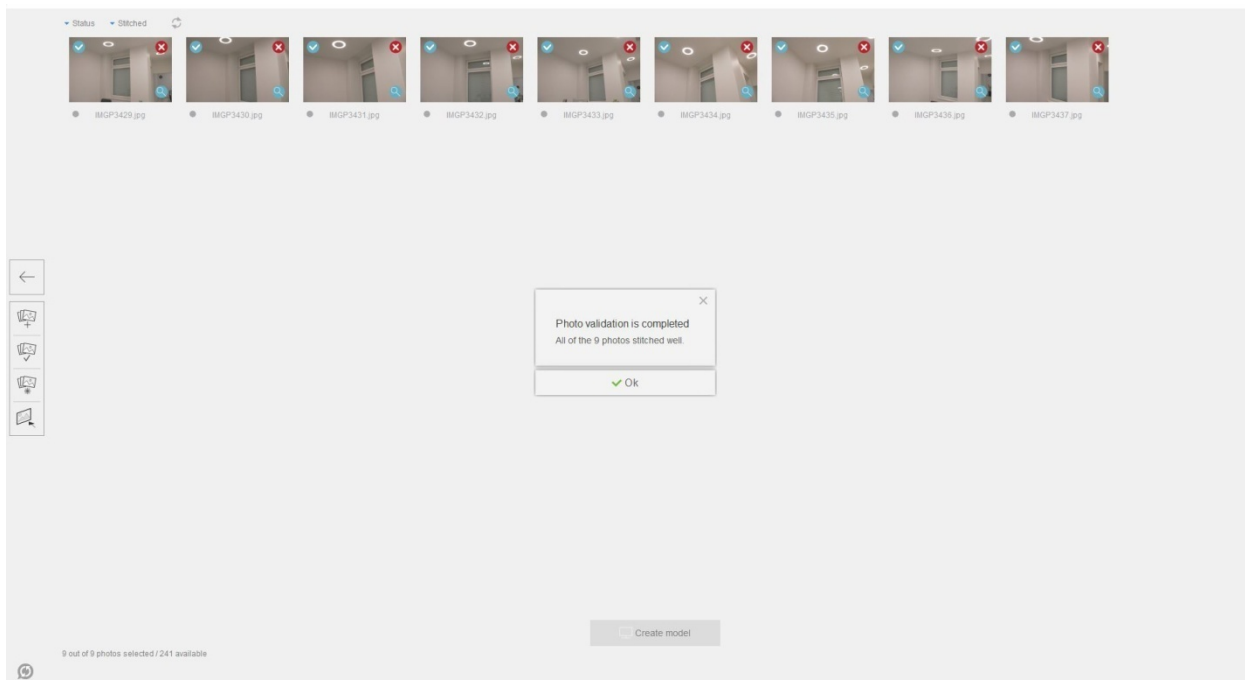 Status Stitched
IMGP3429.jpg IMGP3430.jpg IMGP3431.jpg IMGP3432.jpg IMGP3433.jpg IMGP3434.jpg IMGP3435.jpg IMGP3436.jpg IMGP3437.jpg
Photo validation is completed
All of the 9 photos stitched well.
Ok
Create model
9 out of 9 photos selected / 241 available